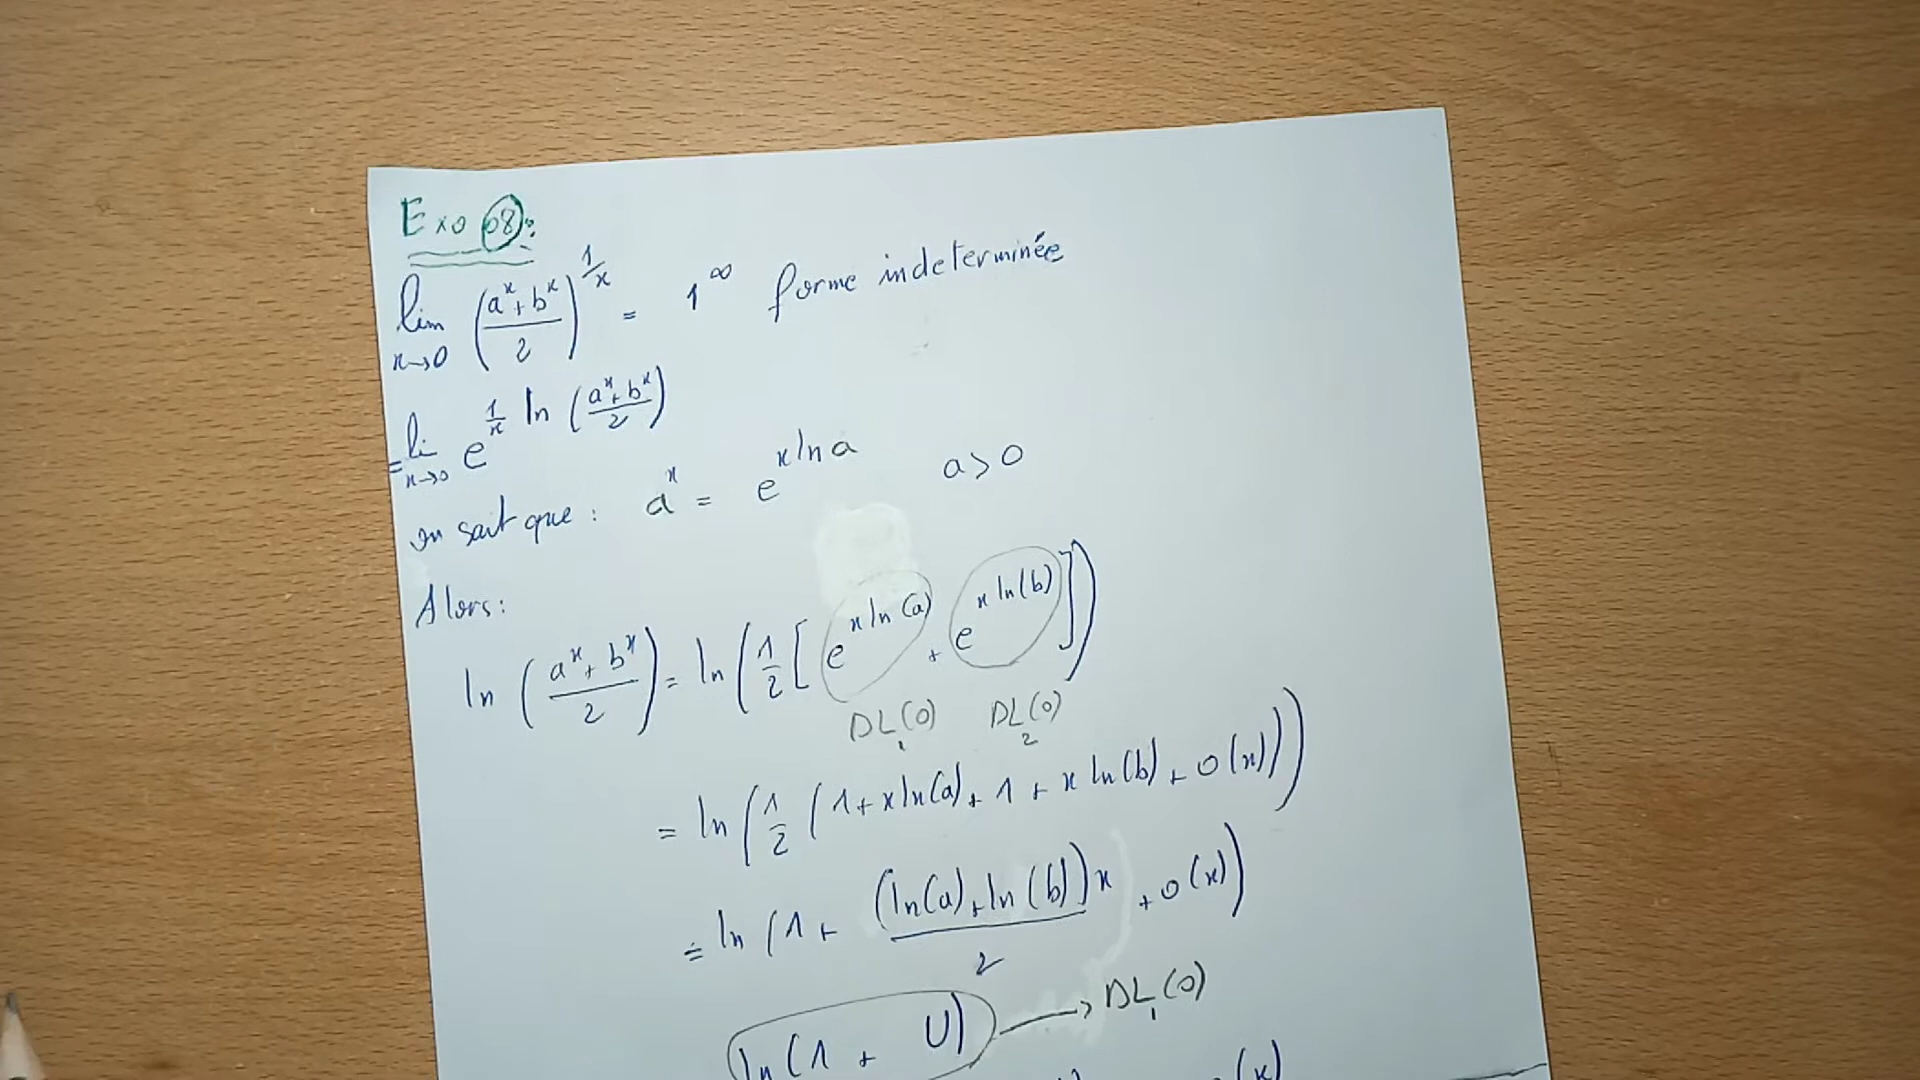 Exo 08:
lim x→0 ((a^x + b^x)/2)^(1/x) = 1^∞ forme indeterminée
= li x→0 e^(1/x ln((a^x + b^x)/2))
on sait que : a^x = e^(x ln a) a > 0
Alors:
ln((a^x + b^x)/2) = ln(1/2 [e^(x ln(a)) + e^(x ln(b))])
DL₁(0) DL₂(0)
= ln(1/2 (1 + x ln(a) + 1 + x ln(b) + o(x)))
= ln(1 + ((ln(a) + ln(b))x)/2 + o(x))
ln(1 + U) → DL₁(0)
(x)